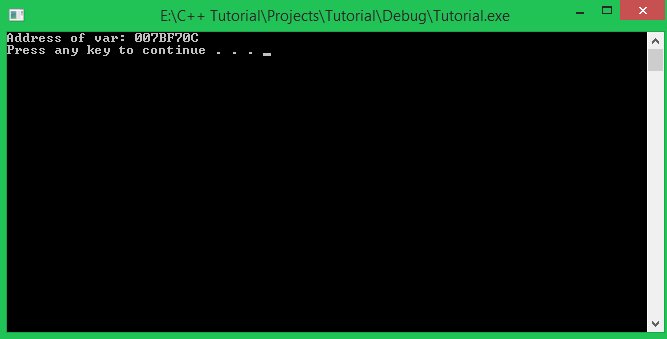 E:\C++ Tutorial\Projects\Tutorial\Debug\Tutorial.exe
Address of var: 007BF70C
Press any key to continue . . .